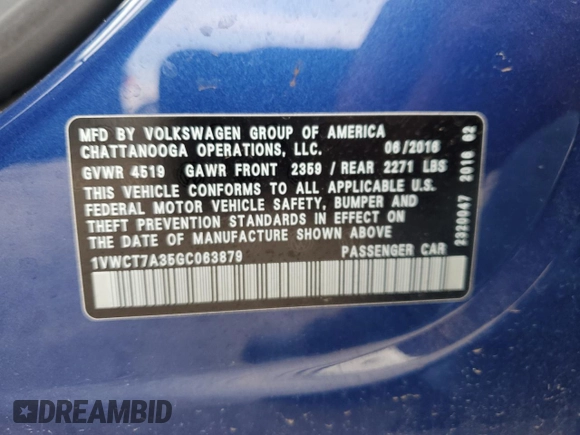 MFD BY VOLKSWAGEN GROUP OF AMERICA
CHATTANOOGA OPERATIONS, LLC. 06/2016
GVWR 4519 GAWR FRONT 2359 / REAR 2271 LBS
THIS VEHICLE CONFORMS TO ALL APPLICABLE U.S.
FEDERAL MOTOR VEHICLE SAFETY, BUMPER AND
THEFT PREVENTION STANDARDS IN EFFECT ON
THE DATE OF MANUFACTURE SHOWN ABOVE
1VWCT7A35GC063879 PASSENGER CAR
2320047 2016 82
DREAMBID